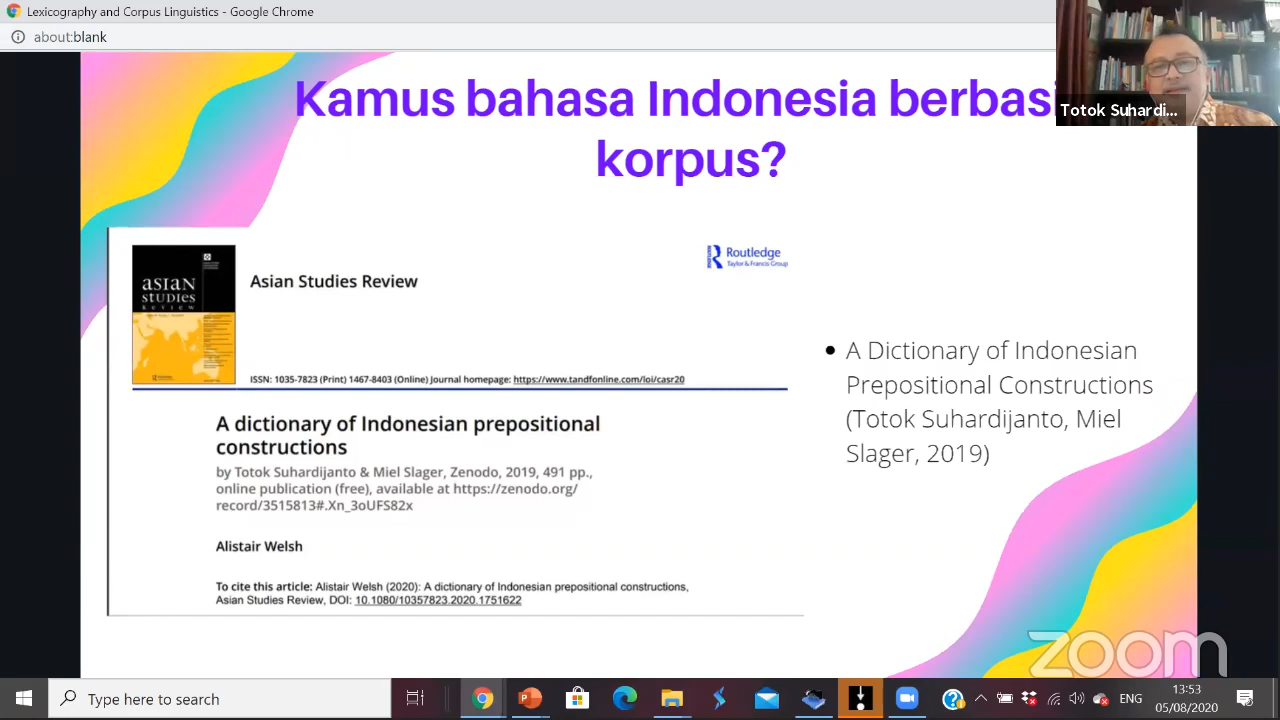 Lexicography and Corpus Linguistics - Google Chrome
about:blank
Totok Suhardi...
Kamus bahasa Indonesia berbasi
korpus?
asian
studies
review
Asian Studies Review
Routledge
Taylor & Francis Group
ISSN: 1035-7823 (Print) 1467-8403 (Online) Journal homepage: https://www.tandfonline.com/loi/casr20
A dictionary of Indonesian prepositional
constructions
by Totok Suhardijanto & Miel Slager, Zenodo, 2019, 491 pp.,
online publication (free), available at https://zenodo.org/
record/3515813#.Xn_3oUFS82x
Alistair Welsh
To cite this article: Alistair Welsh (2020): A dictionary of Indonesian prepositional constructions,
Asian Studies Review, DOI: 10.1080/10357823.2020.1751622
• A Dictionary of Indonesian
Prepositional Constructions
(Totok Suhardijanto, Miel
Slager, 2019)
zoom
Type here to search
ENG
13:53
05/08/2020